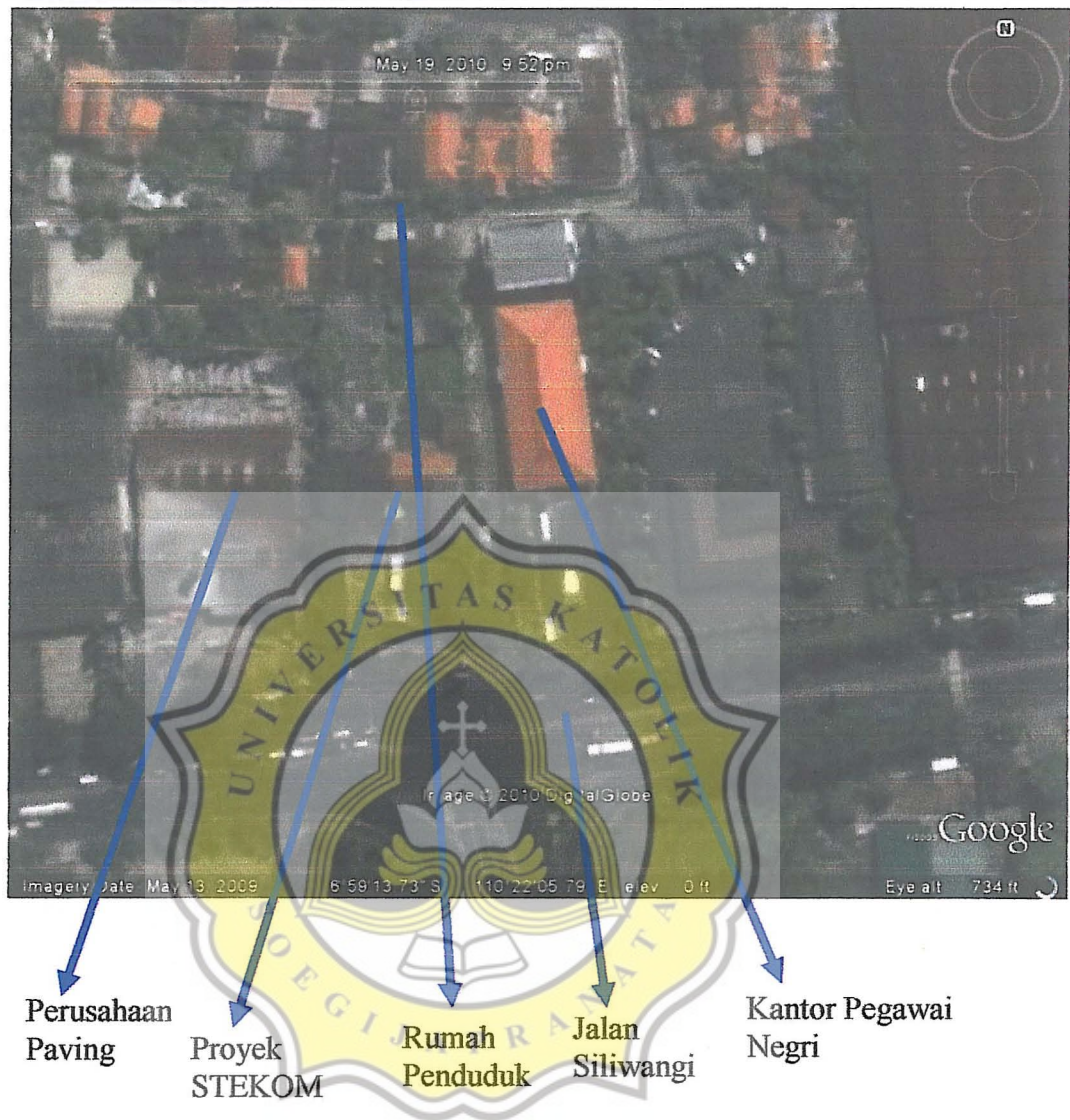 N
May 19, 2010 9:52 pm
UNIVERSITAS KATOLIK
Image © 2010 DigitalGlobe
Google
Imagery Date May 13, 2009 6°59'13.73" S 110°22'05.79" E elev 0 ft Eye alt 734 ft
SOEGIJAPRANATA
Perusahaan
Paving
Proyek
STEKOM
Rumah
Penduduk
Jalan
Siliwangi
Kantor Pegawai
Negri